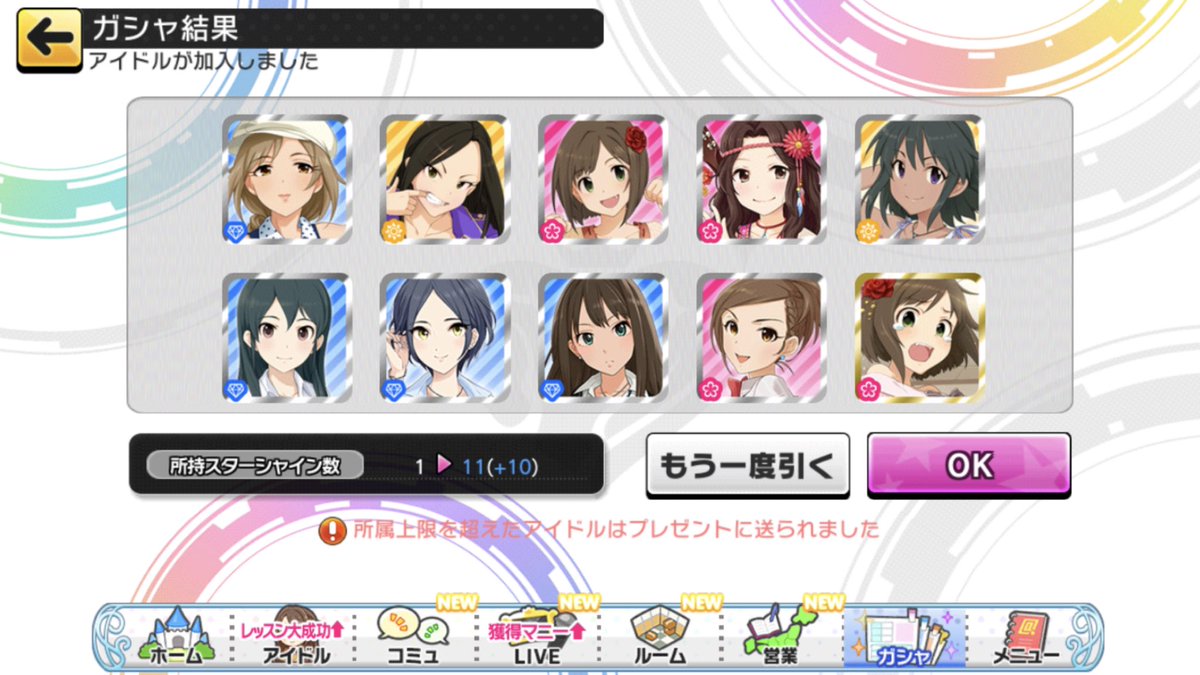 ガシャ結果
アイドルが加入しました
所持スターシャイン数 1 ▶ 11(+10)
もう一度引く
OK
所属上限を超えたアイドルはプレゼントに送られました
NEW NEW NEW NEW
レッスン大成功⬆ 獲得マニー⬆
ホーム アイドル コミュ LIVE ルーム 営業 ガシャ メニュー